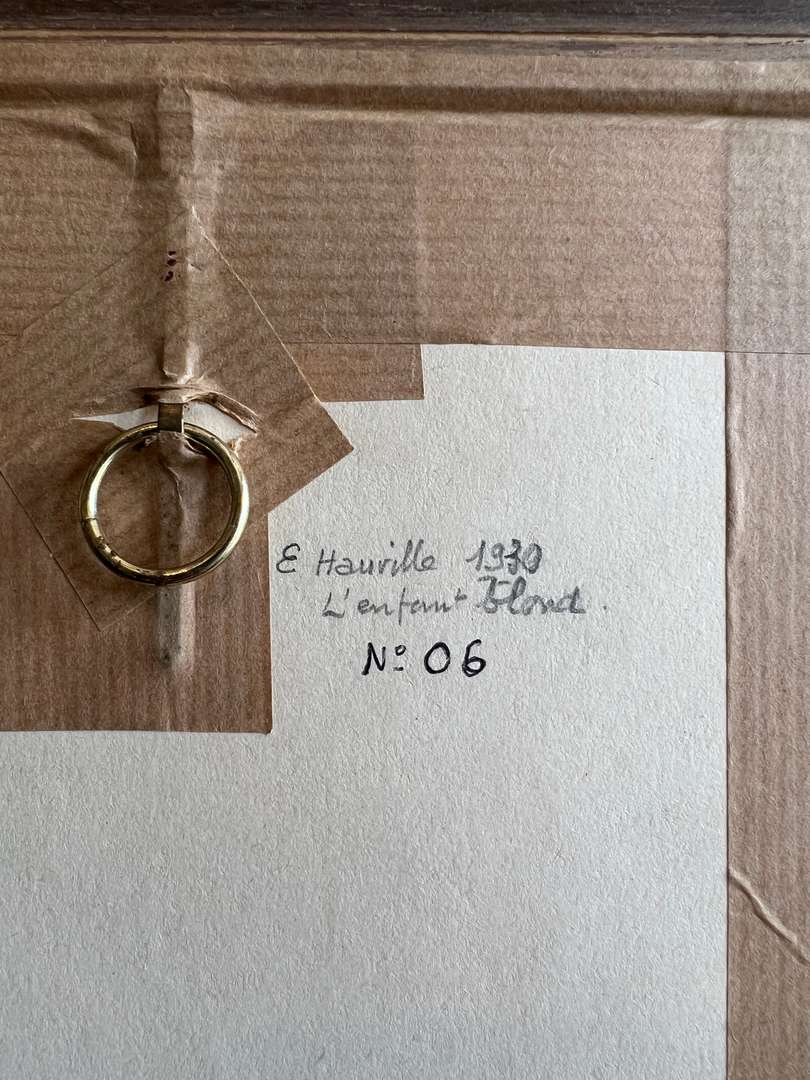 E Hauville 1930
L'enfant blond.
N° 06